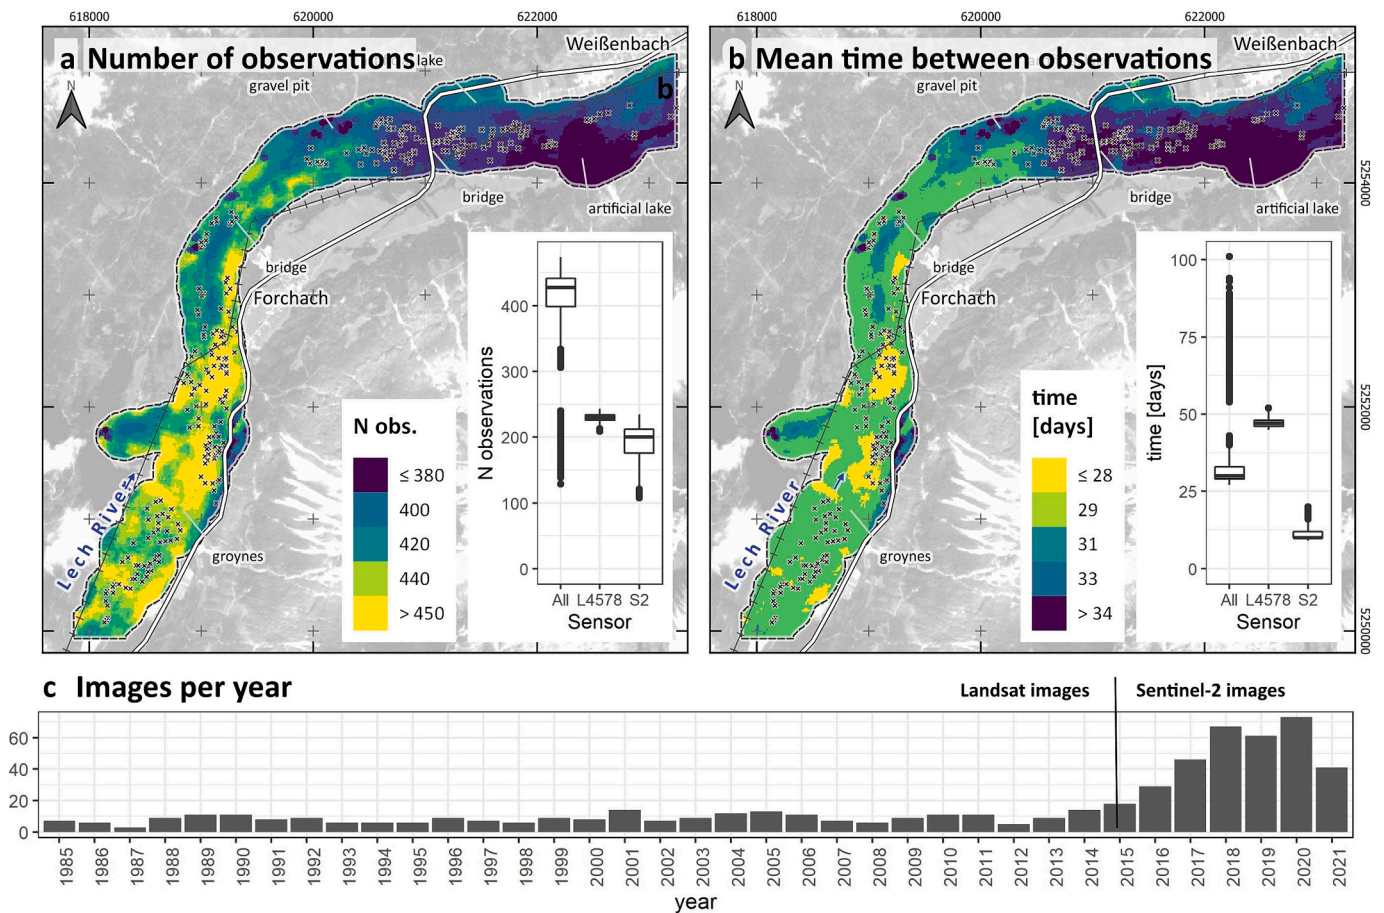 618000 620000 622000
618000 620000 622000
a Number of observations lake
Weißenbach
b
gravel pit
N
bridge
artificial lake
bridge
Forchach
Lech River
groynes
N obs.
≤ 380
400
420
440
> 450
N observations
400
300
200
100
0
All L4578 S2
Sensor
b Mean time between observations
Weißenbach
gravel pit
N
bridge
artificial lake
bridge
Forchach
Lech River
groynes
time
[days]
≤ 28
29
31
33
> 34
time [days]
100
75
50
25
0
All L4578 S2
Sensor
5254000
5252000
5250000
c Images per year
Landsat images Sentinel-2 images
60
40
20
0
1985 1986 1987 1988 1989 1990 1991 1992 1993 1994 1995 1996 1997 1998 1999 2000 2001 2002 2003 2004 2005 2006 2007 2008 2009 2010 2011 2012 2013 2014 2015 2016 2017 2018 2019 2020 2021
year